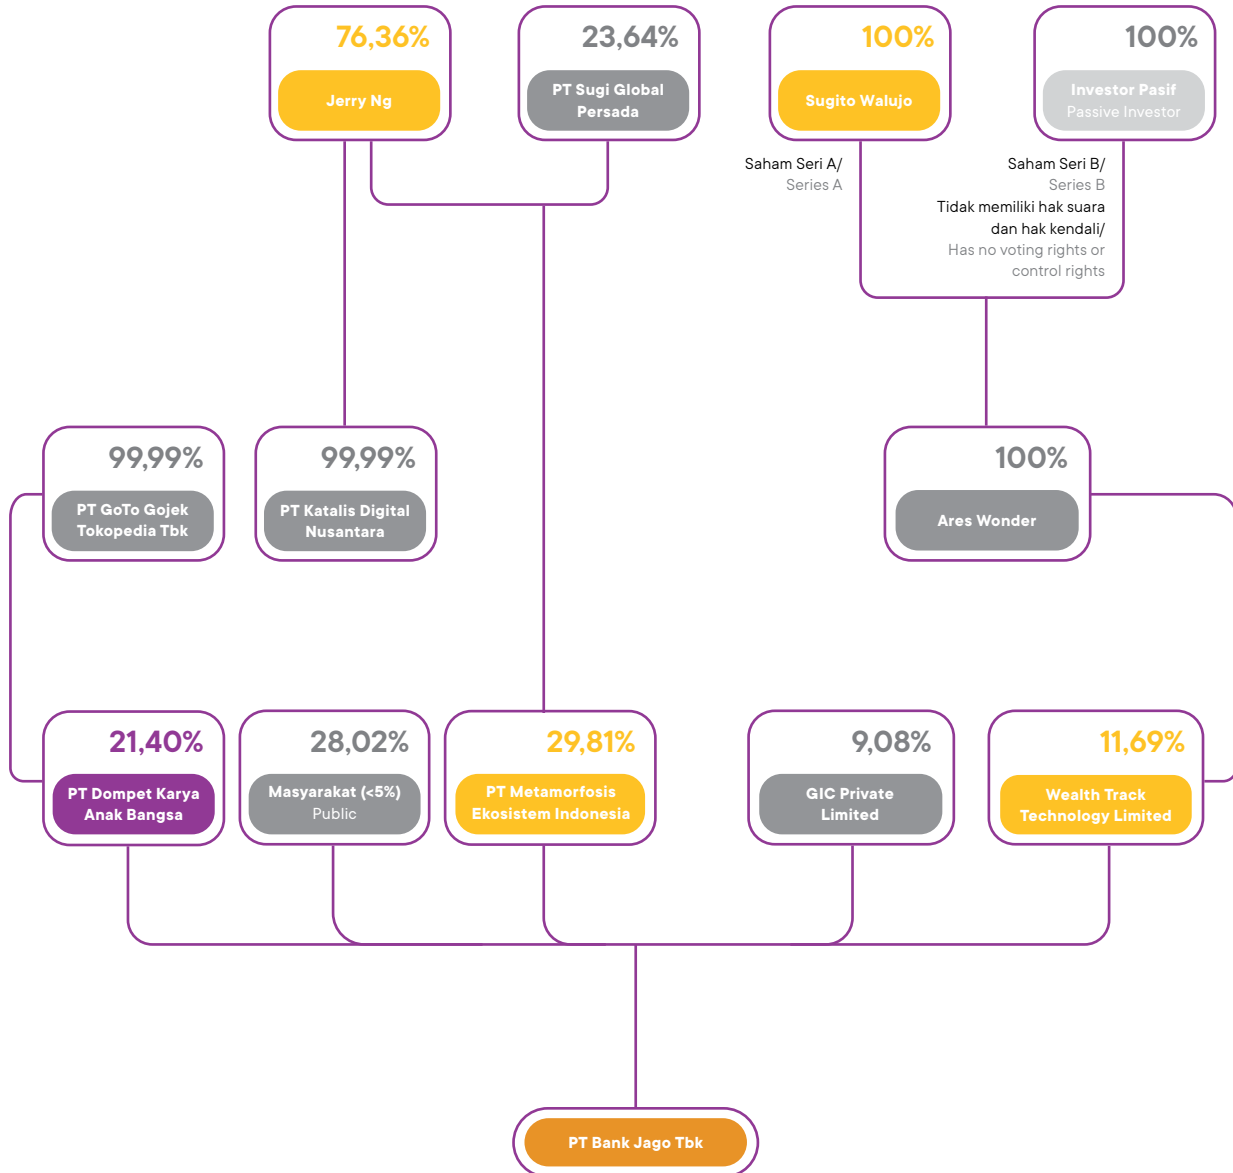 76,36%
Jerry Ng
23,64%
PT Sugi Global
Persada
100%
Sugito Walujo
100%
Investor Pasif
Passive Investor
Saham Seri A/
Series A
Saham Seri B/
Series B
Tidak memiliki hak suara
dan hak kendali/
Has no voting rights or
control rights
99,99%
PT GoTo Gojek
Tokopedia Tbk
99,99%
PT Katalis Digital
Nusantara
100%
Ares Wonder
21,40%
PT Dompet Karya
Anak Bangsa
28,02%
Masyarakat (<5%)
Public
29,81%
PT Metamorfosis
Ekosistem Indonesia
9,08%
GIC Private
Limited
11,69%
Wealth Track
Technology Limited
PT Bank Jago Tbk